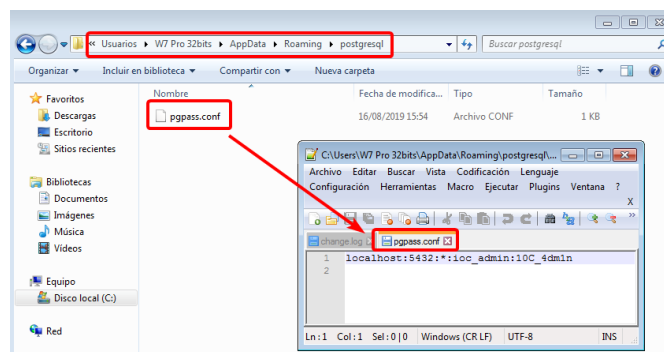 « Usuarios ▸ W7 Pro 32bits ▸ AppData ▸ Roaming ▸ postgresql
Buscar postgresql
Organizar Incluir en biblioteca Compartir con Nueva carpeta
Favoritos
Descargas
Escritorio
Sitios recientes
Bibliotecas
Documentos
Imágenes
Música
Vídeos
Equipo
Disco local (C:)
Red
Nombre Fecha de modifica... Tipo Tamaño
pgpass.conf 16/08/2019 15:54 Archivo CONF 1 KB
C:\Users\W7 Pro 32bits\AppData\Roaming\postgresql\...
Archivo Editar Buscar Vista Codificación Lenguaje
Configuración Herramientas Macro Ejecutar Plugins Ventana ?
X
change.log pgpass.conf
1 localhost:5432:*:ioc_admin:10C_4dm1n
2
Ln:1 Col:1 Sel:0|0 Windows (CR LF) UTF-8 INS